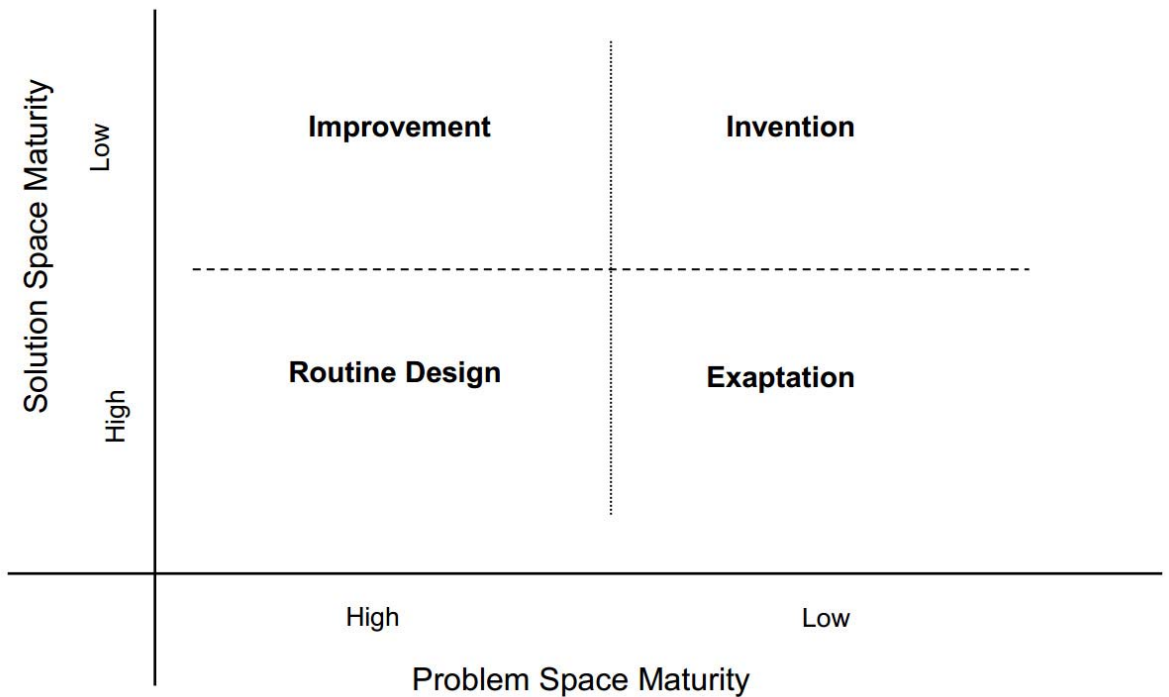 Solution Space Maturity
Low
High
Improvement
Invention
Routine Design
Exaptation
High
Low
Problem Space Maturity